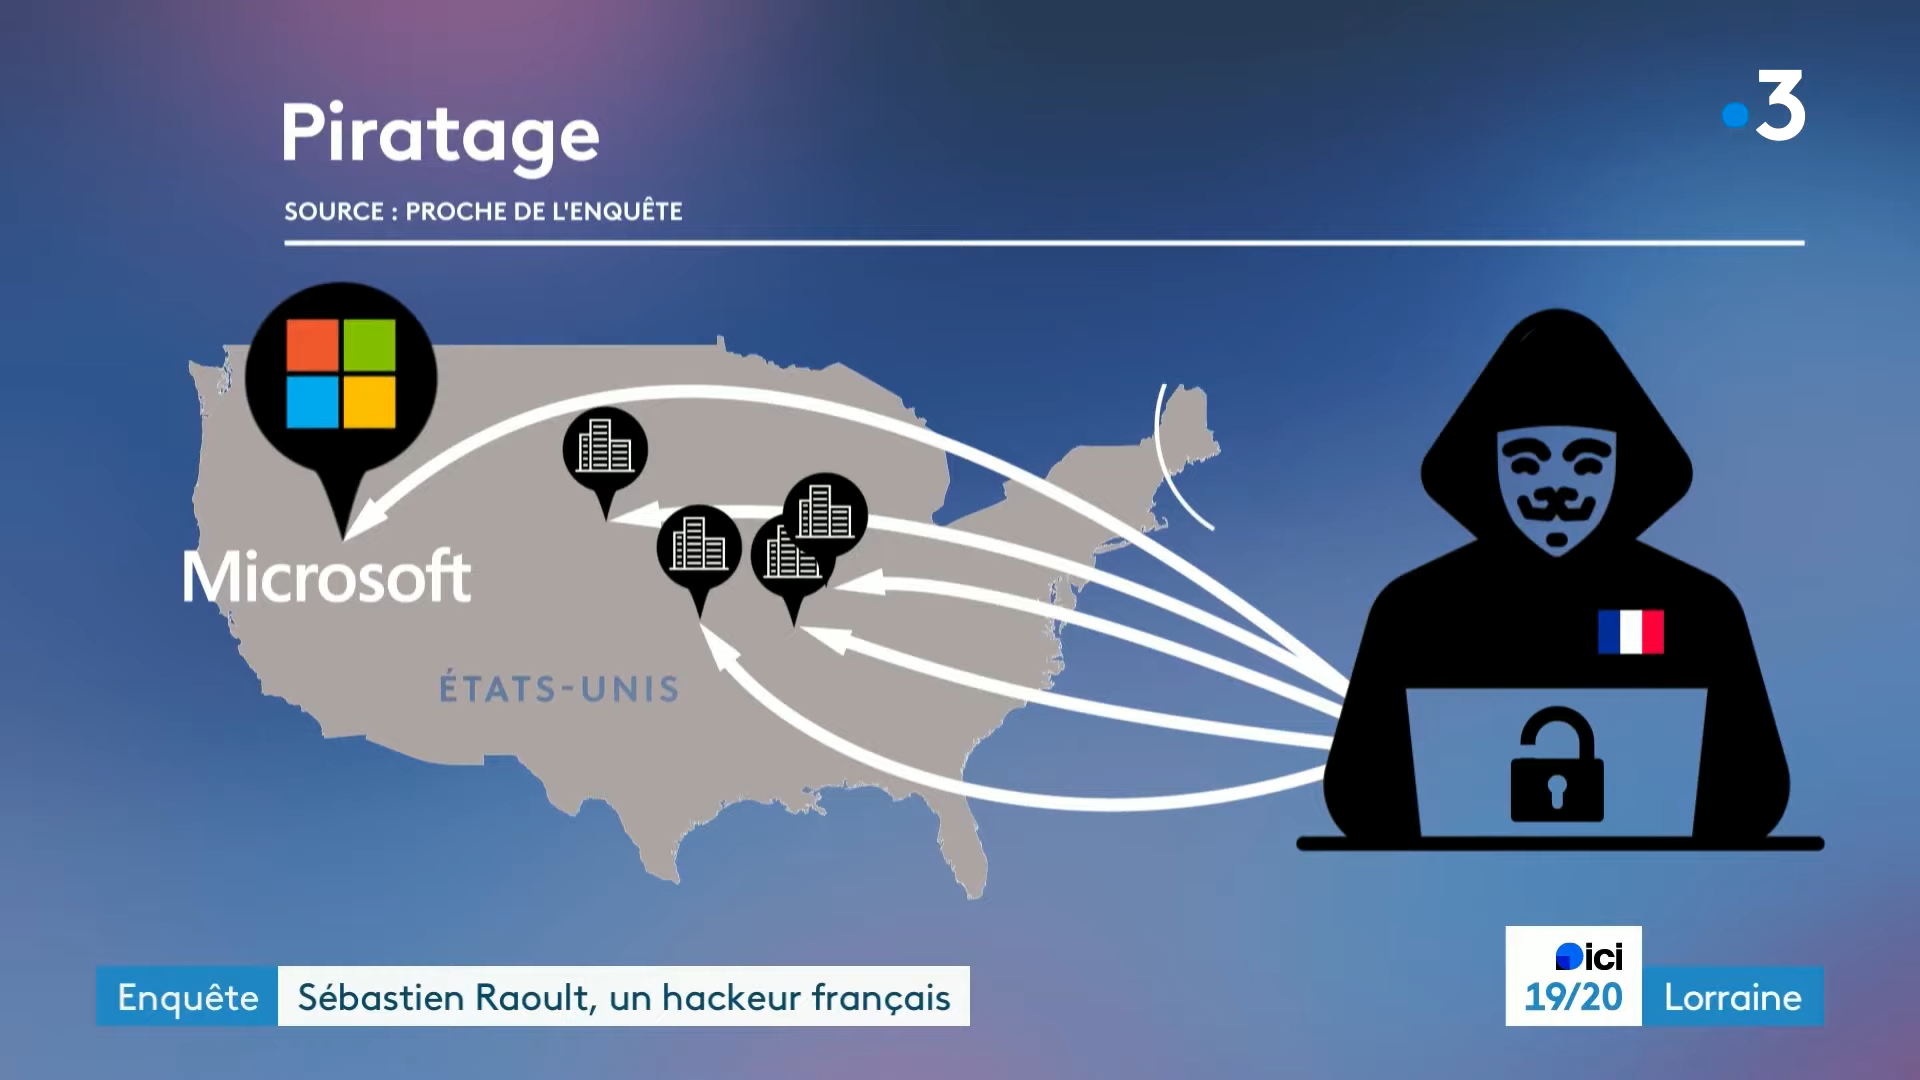 Piratage
3
SOURCE : PROCHE DE L'ENQUÊTE
Microsoft
ÉTATS-UNIS
ici
Enquête Sébastien Raoult, un hackeur français
19/20 Lorraine